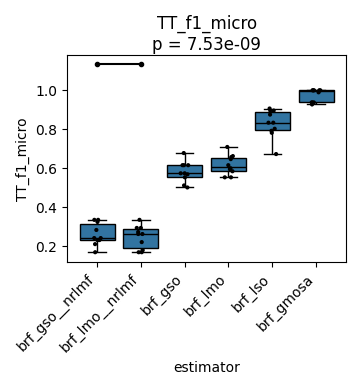 TT_f1_micro
p = 7.53e-09
TT_f1_micro
1.0
0.8
0.6
0.4
0.2
brf_gso__nrlmf
brf_lmo__nrlmf
brf_gso
brf_lmo
brf_lso
brf_gmosa
estimator